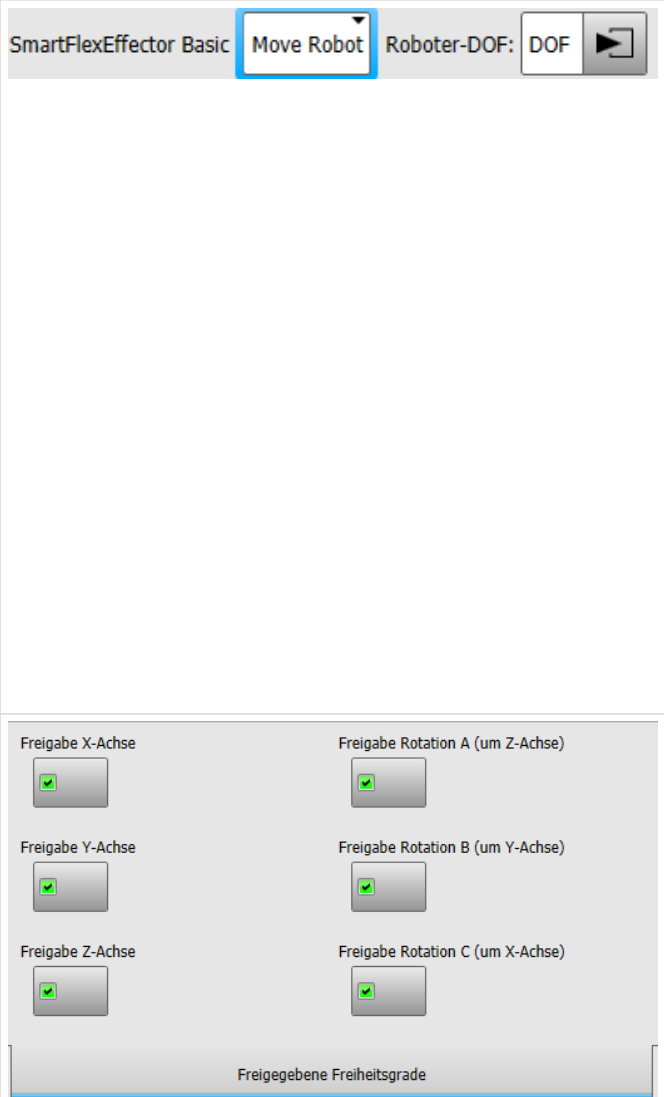 SmartFlexEffector Basic Move Robot Roboter-DOF: DOF
Freigabe X-Achse Freigabe Rotation A (um Z-Achse)
Freigabe Y-Achse Freigabe Rotation B (um Y-Achse)
Freigabe Z-Achse Freigabe Rotation C (um X-Achse)
Freigegebene Freiheitsgrade